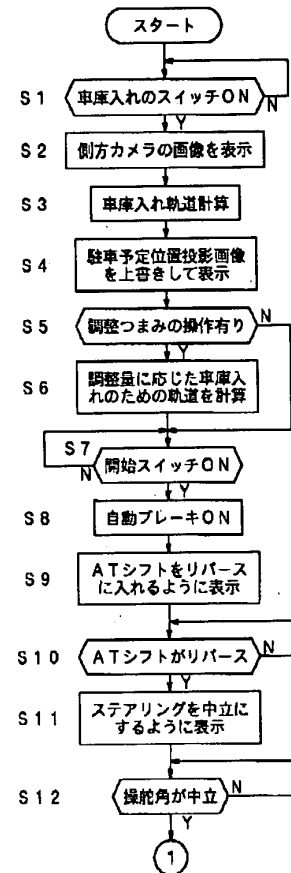 スタート
S1 車庫入れのスイッチON N
Y
S2 側方カメラの画像を表示
S3 車庫入れ軌道計算
S4 駐車予定位置投影画像
を上書きして表示
S5 調整つまみの操作有り N
Y
S6 調整量に応じた車庫入
れのための軌道を計算
S7 開始スイッチON N
Y
S8 自動ブレーキON
S9 ATシフトをリバース
に入れるように表示
S10 ATシフトがリバース N
Y
S11 ステアリングを中立に
するように表示
S12 操舵角が中立 N
Y
1